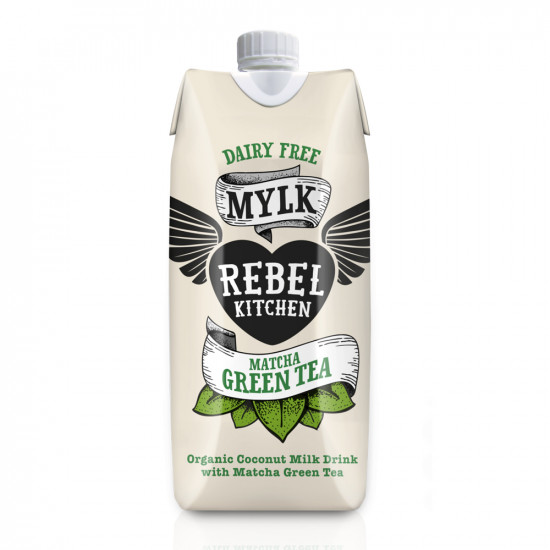 DAIRY FREE
MYLK
REBEL
KITCHEN
MATCHA
GREEN TEA
Organic Coconut Milk Drink
with Matcha Green Tea